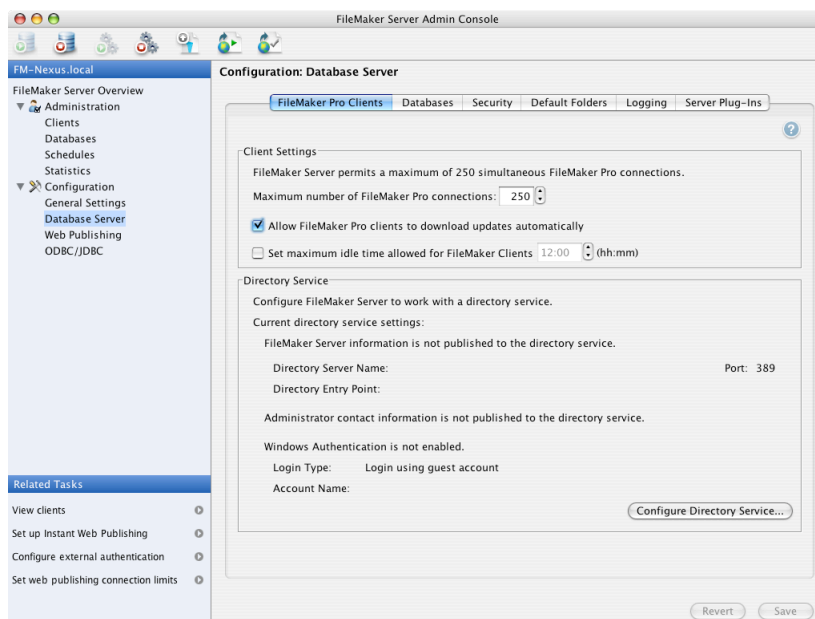 FileMaker Server Admin Console
FM-Nexus.local
FileMaker Server Overview
Administration
Clients
Databases
Schedules
Statistics
Configuration
General Settings
Database Server
Web Publishing
ODBC/JDBC
Related Tasks
View clients
Set up Instant Web Publishing
Configure external authentication
Set web publishing connection limits
Configuration: Database Server
FileMaker Pro Clients Databases Security Default Folders Logging Server Plug-Ins
?
Client Settings
FileMaker Server permits a maximum of 250 simultaneous FileMaker Pro connections.
Maximum number of FileMaker Pro connections: 250
Allow FileMaker Pro clients to download updates automatically
Set maximum idle time allowed for FileMaker Clients 12:00 (hh:mm)
Directory Service
Configure FileMaker Server to work with a directory service.
Current directory service settings:
FileMaker Server information is not published to the directory service.
Directory Server Name: Port: 389
Directory Entry Point:
Administrator contact information is not published to the directory service.
Windows Authentication is not enabled.
Login Type: Login using guest account
Account Name:
Configure Directory Service...
Revert Save